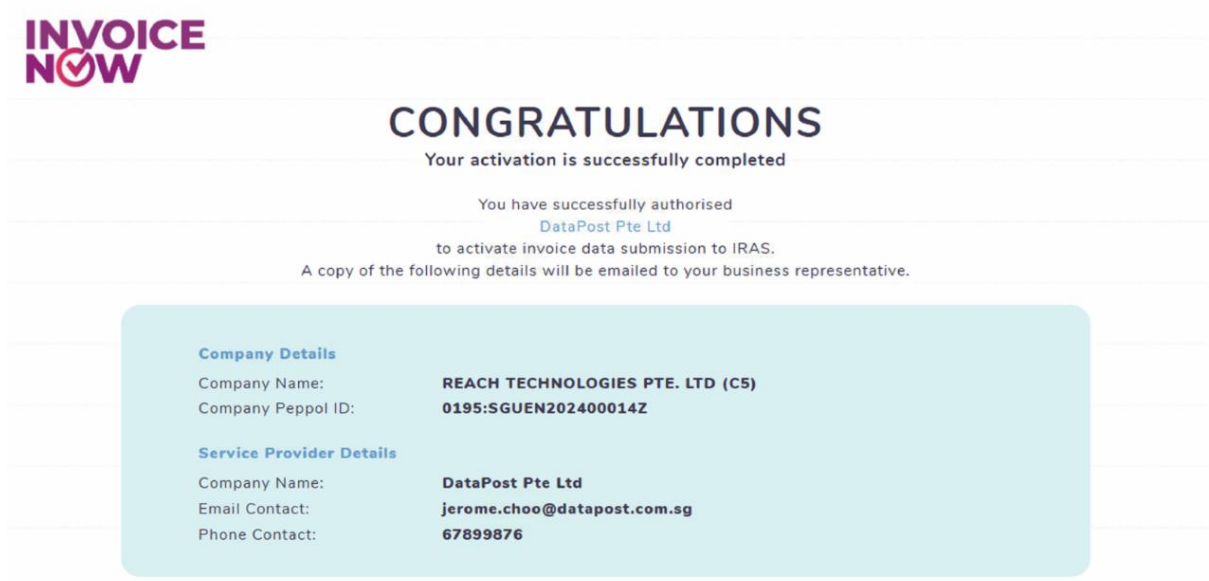 INVOICE
NOW
CONGRATULATIONS
Your activation is successfully completed
You have successfully authorised
DataPost Pte Ltd
to activate invoice data submission to IRAS.
A copy of the following details will be emailed to your business representative.
Company Details
Company Name: REACH TECHNOLOGIES PTE. LTD (C5)
Company Peppol ID: 0195:SGUEN202400014Z
Service Provider Details
Company Name: DataPost Pte Ltd
Email Contact: jerome.choo@datapost.com.sg
Phone Contact: 67899876